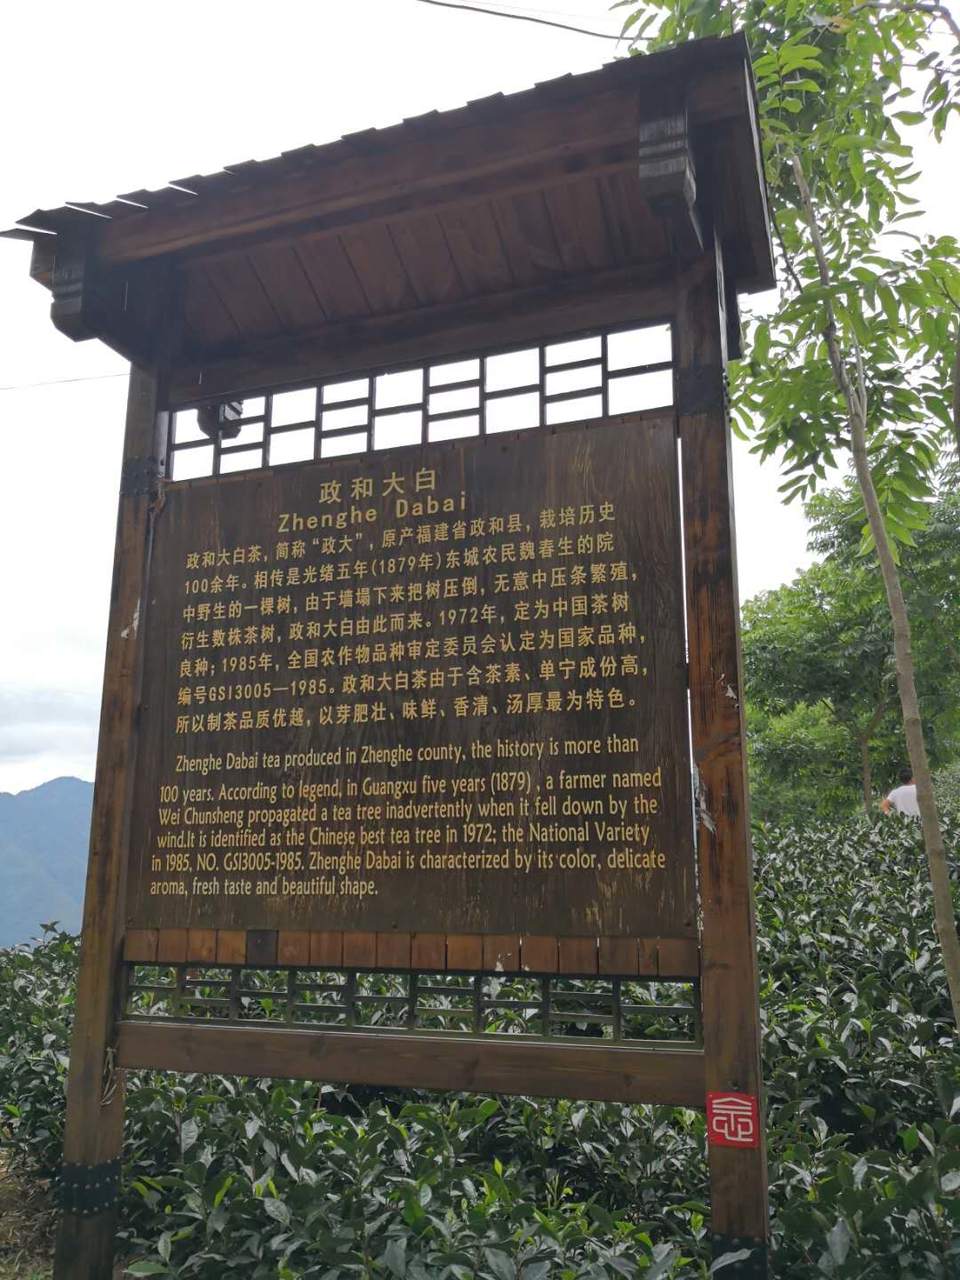 政和大白
Zhenghe Dabai
政和大白茶，简称“政大”，原产福建省政和县，栽培历史
100余年。相传是光绪五年(1879年)东城农民魏春生的院
中野生的一棵树，由于墙塌下来把树压倒，无意中压条繁殖，
衍生数株茶树，政和大白由此而来。1972年，定为中国茶树
良种；1985年，全国农作物品种审定委员会认定为国家品种，
编号GS13005—1985。政和大白茶由于含茶素、单宁成份高，
所以制茶品质优越，以芽肥壮、味鲜、香清、汤厚最为特色。
Zhenghe Dabai tea produced in Zhenghe county, the history is more than
100 years. According to legend, in Guangxu five years (1879) , a farmer named
Wei Chunsheng propagated a tea tree inadvertently when it fell down by the
wind.It is identified as the Chinese best tea tree in 1972; the National Variety
in 1985, NO. GS13005-1985. Zhenghe Dabai is characterized by its color, delicate
aroma, fresh taste and beautiful shape.